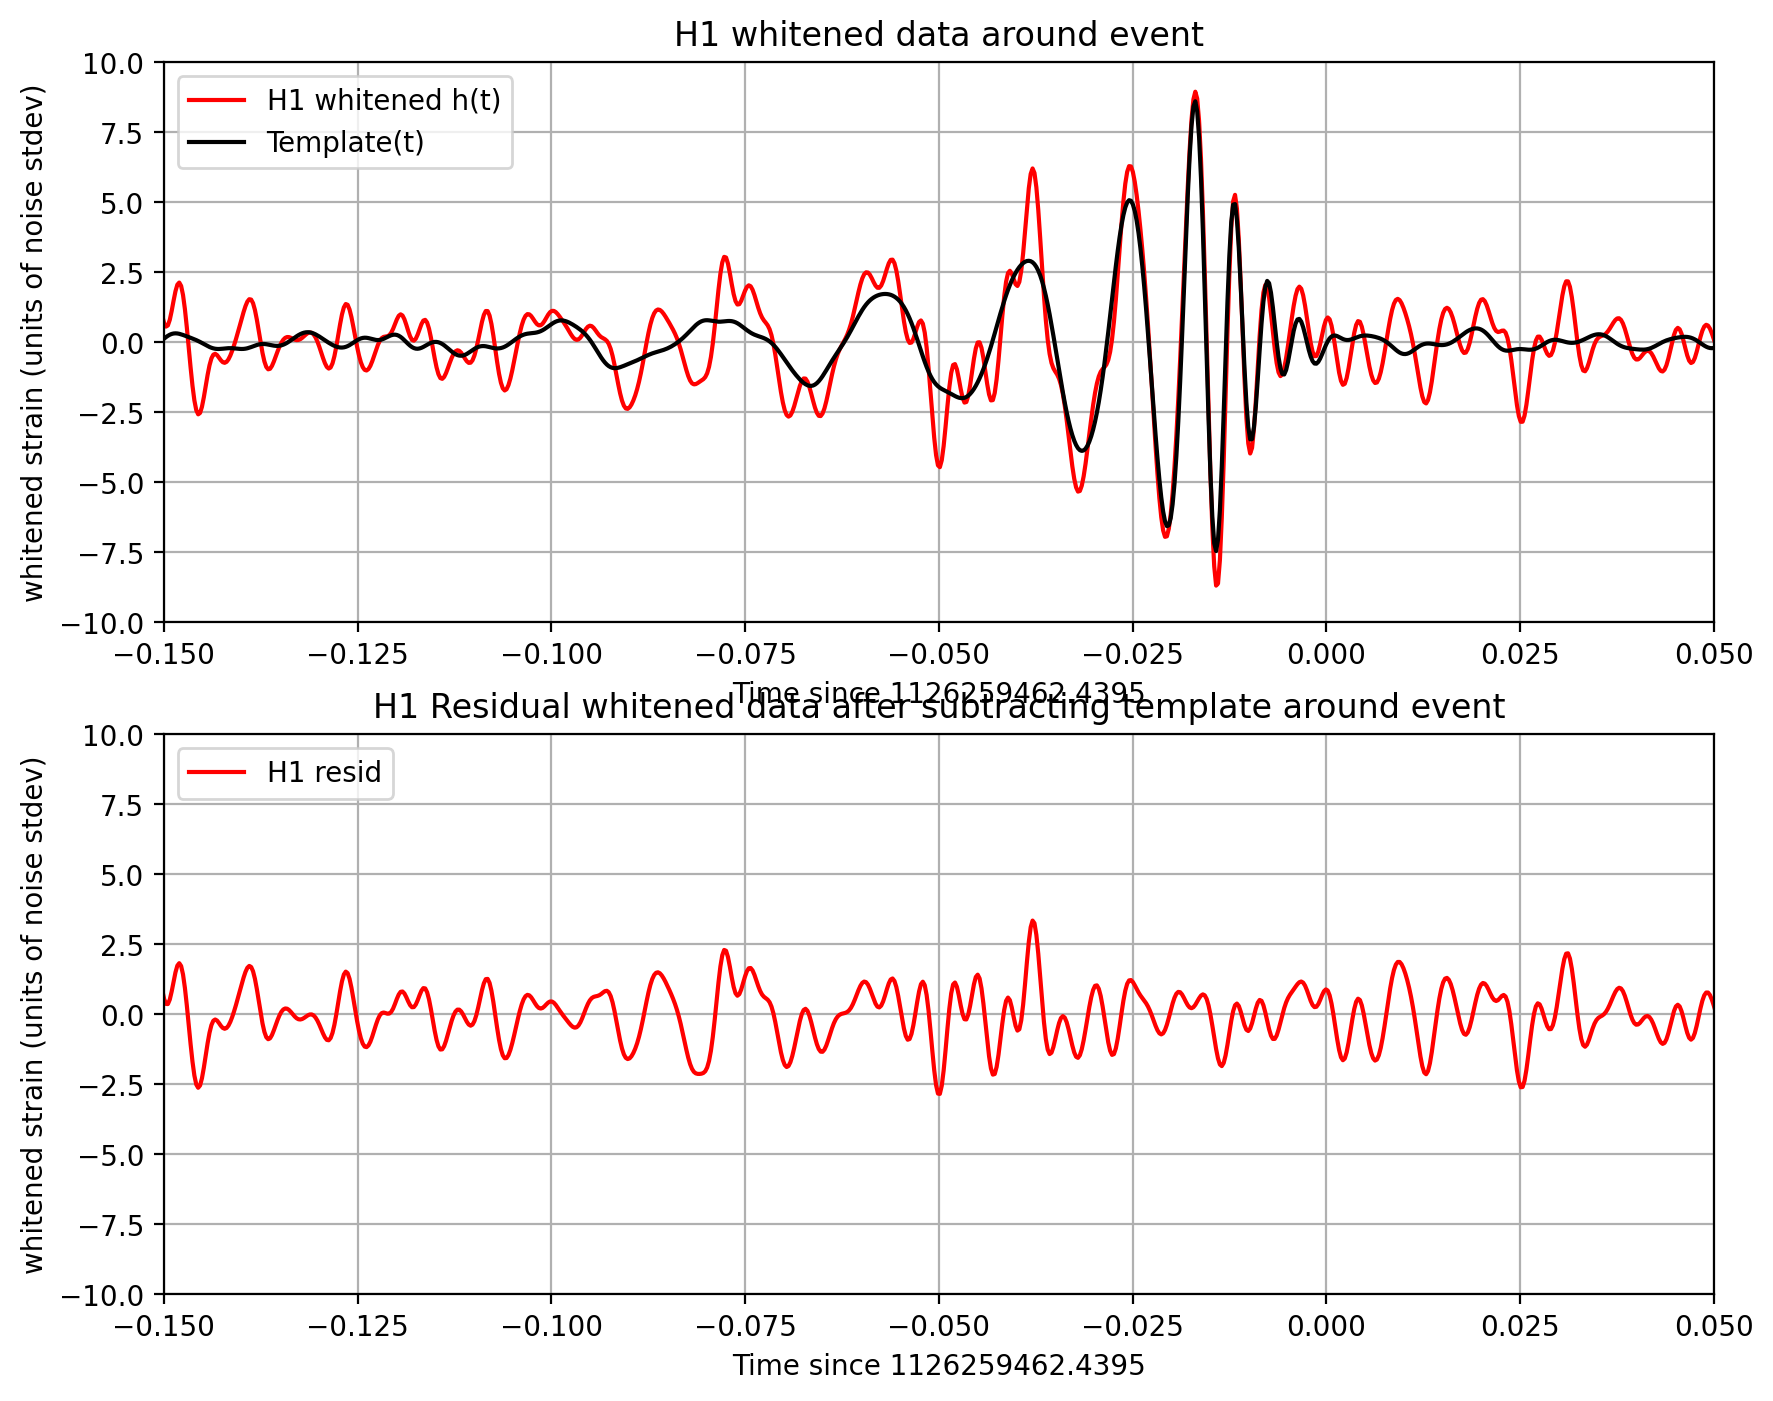 H1 whitened data around event
whitened strain (units of noise stdev)
10.0
7.5
5.0
2.5
0.0
−2.5
−5.0
−7.5
−10.0
H1 whitened h(t)
Template(t)
−0.150 −0.125 −0.100 −0.075 −0.050 −0.025 0.000 0.025 0.050
Time since 1126259462.4395
H1 Residual whitened data after subtracting template around event
whitened strain (units of noise stdev)
10.0
7.5
5.0
2.5
0.0
−2.5
−5.0
−7.5
−10.0
H1 resid
−0.150 −0.125 −0.100 −0.075 −0.050 −0.025 0.000 0.025 0.050
Time since 1126259462.4395